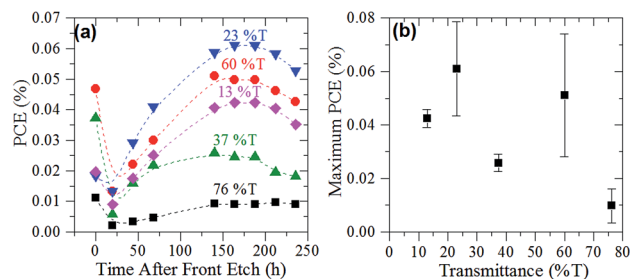 (a)
0.07
0.06
0.05
0.04
0.03
0.02
0.01
0.00
PCE (%)
23 %T
60 %T
13 %T
37 %T
76 %T
0 50 100 150 200 250
Time After Front Etch (h)
(b)
0.08
0.06
0.04
0.02
0.00
Maximum PCE (%)
0 10 20 30 40 50 60 70 80
Transmittance (%T)